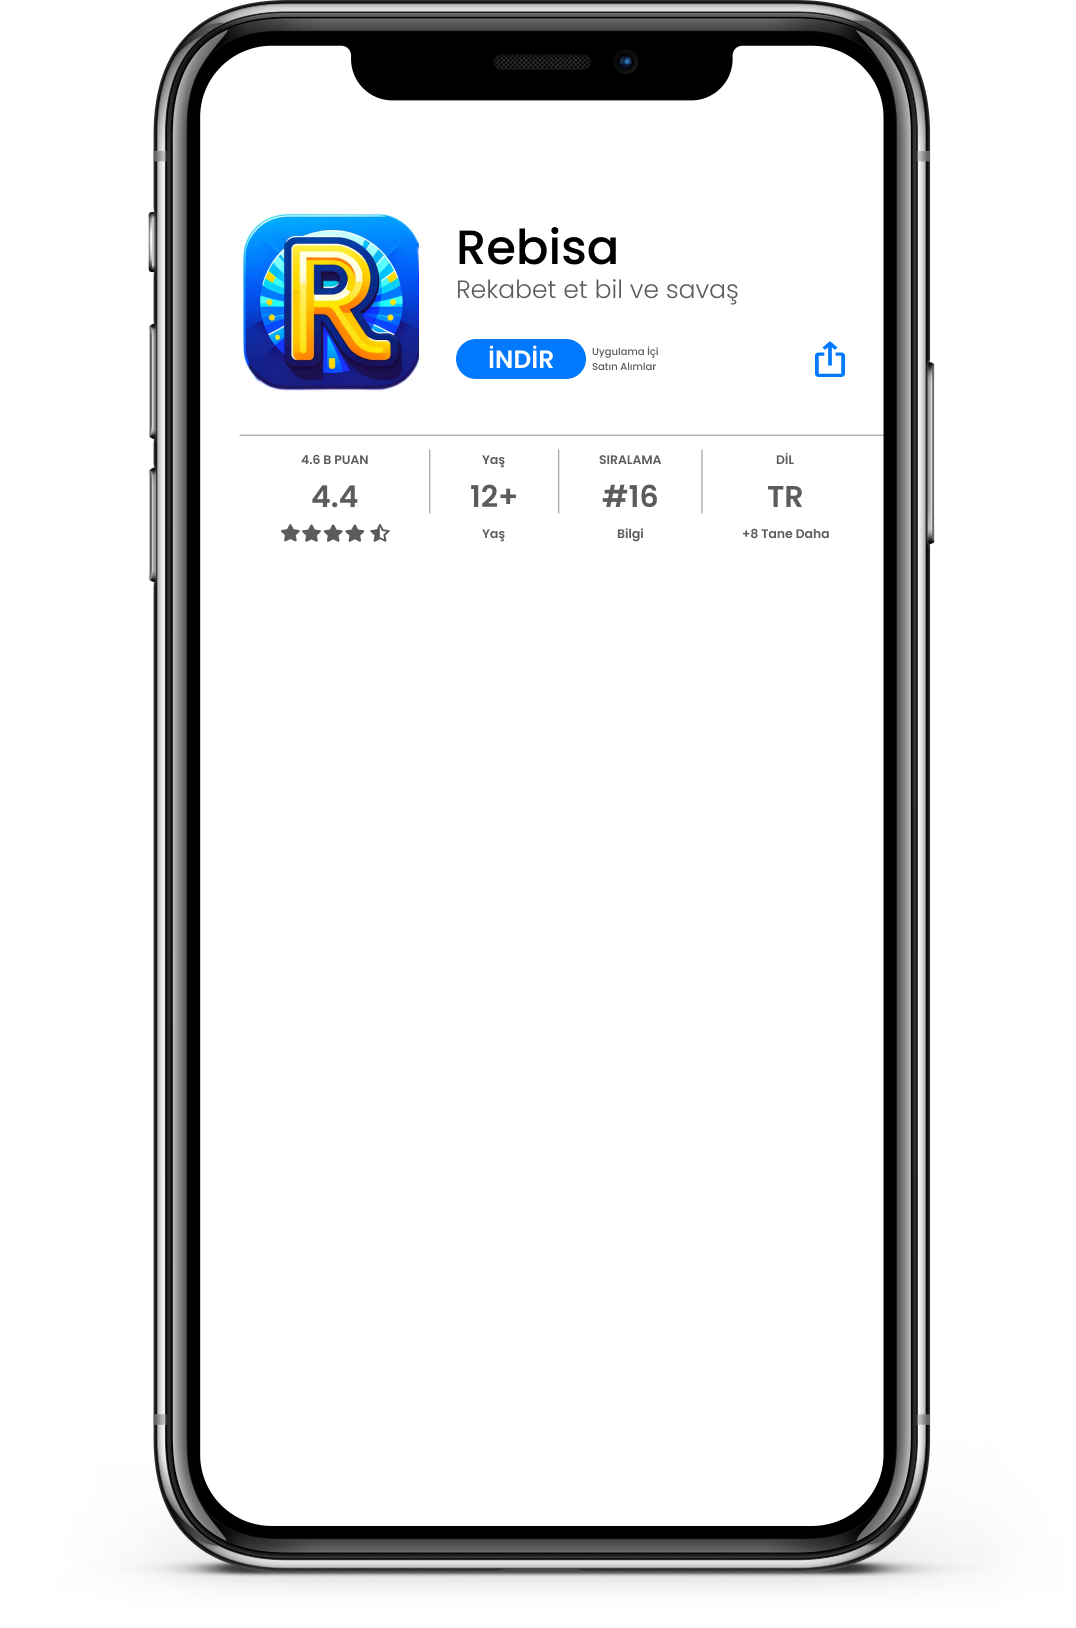 R
Rebisa
Rekabet et bil ve savaş
İNDİR
Uygulama İçi
Satın Alımlar
4.6 B PUAN
4.4
Yaş
12+
Yaş
SIRALAMA
#16
Bilgi
DİL
TR
+8 Tane Daha